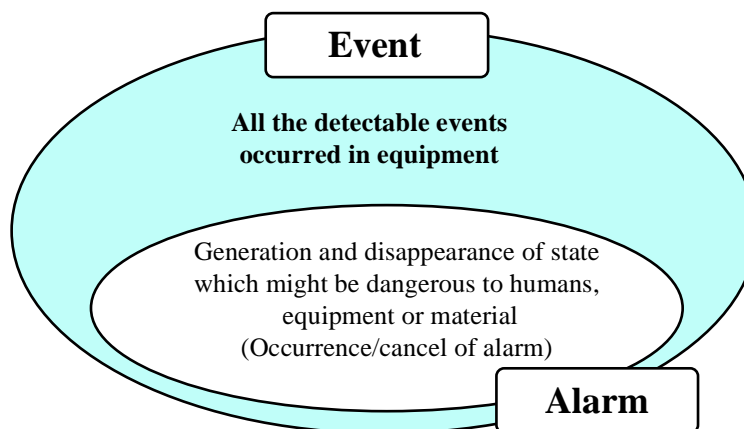 Event
All the detectable events
occurred in equipment
Generation and disappearance of state
which might be dangerous to humans,
equipment or material
(Occurrence/cancel of alarm)
Alarm